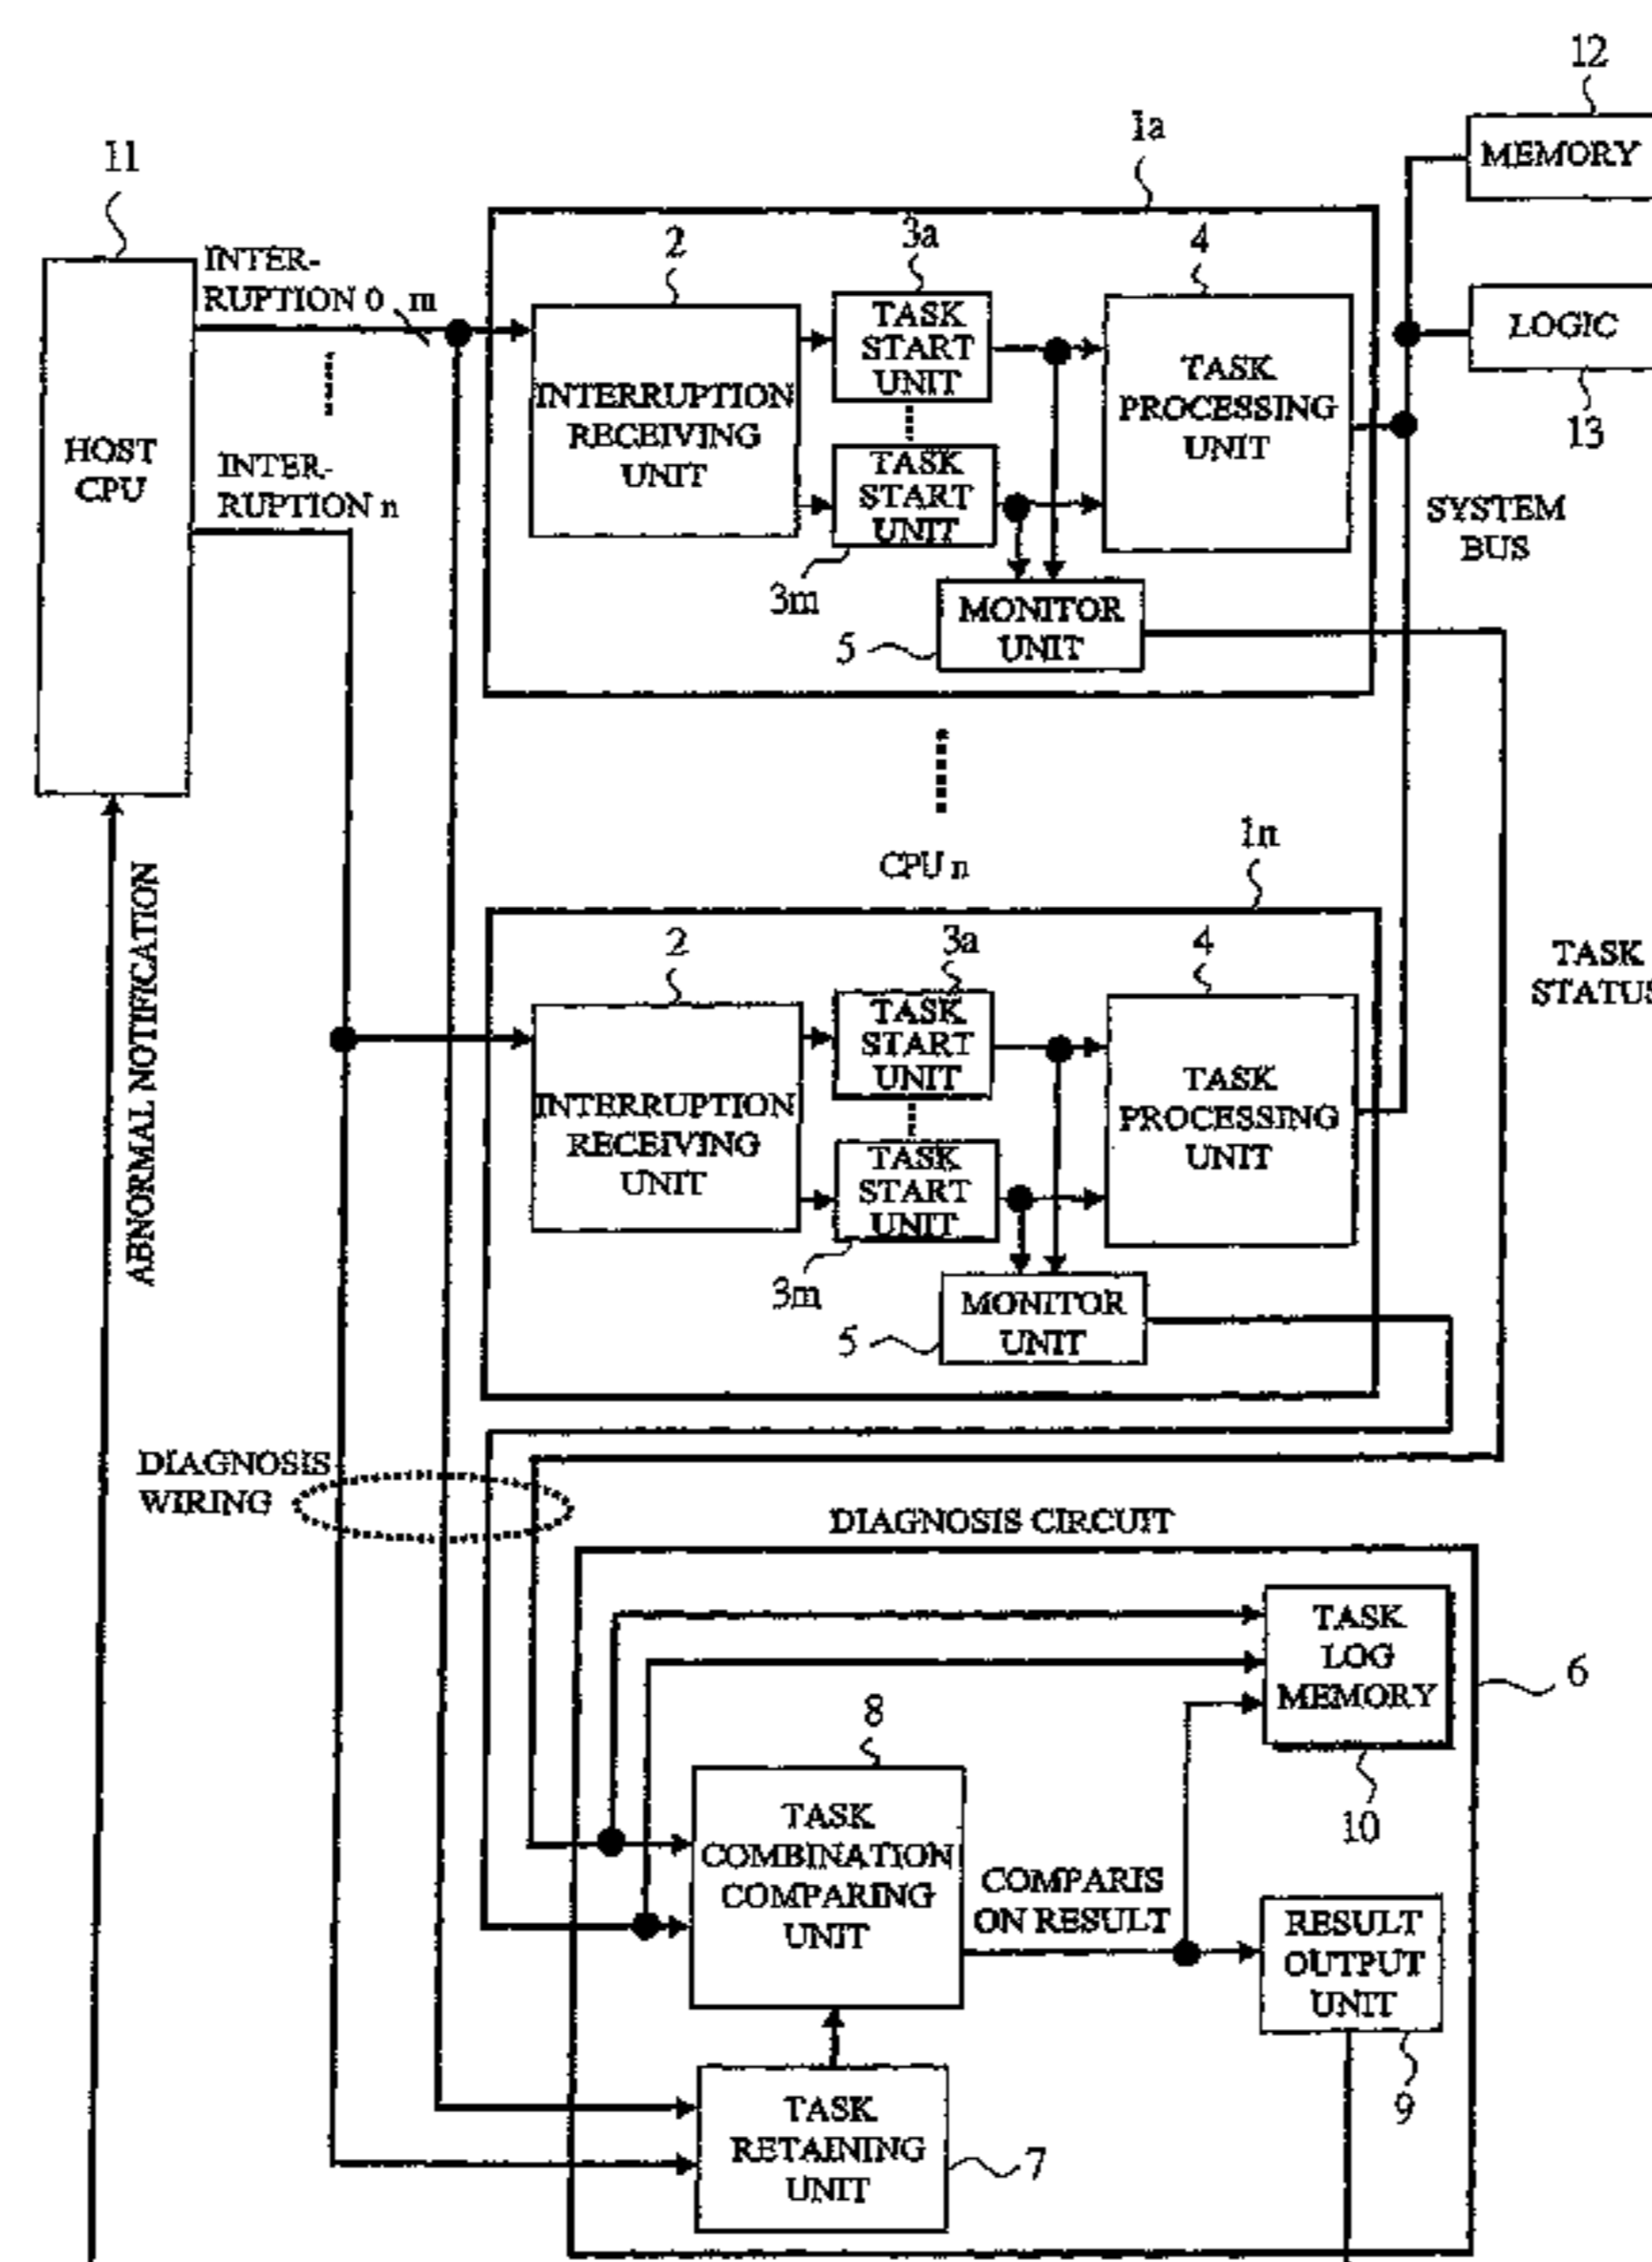 12
1a
MEMORY
11
INTER-
RUPTION 0 m
2
3a
4
TASK
START
UNIT
LOGIC
13
HOST
CPU
INTERRUPTION
RECEIVING
UNIT
TASK
PROCESSING
UNIT
INTER-
RUPTION n
TASK
START
UNIT
SYSTEM
BUS
3m
MONITOR
UNIT
5
1n
CPU n
ABNORMAL NOTIFICATION
2
3a
4
TASK
STATUS
TASK
START
UNIT
INTERRUPTION
RECEIVING
UNIT
TASK
PROCESSING
UNIT
TASK
START
UNIT
3m
MONITOR
UNIT
5
DIAGNOSIS
WIRING
DIAGNOSIS CIRCUIT
TASK
LOG
MEMORY
6
8
10
TASK
COMBINATION
COMPARING
UNIT
COMPARIS
ON RESULT
RESULT
OUTPUT
UNIT
9
TASK
RETAINING
UNIT
7